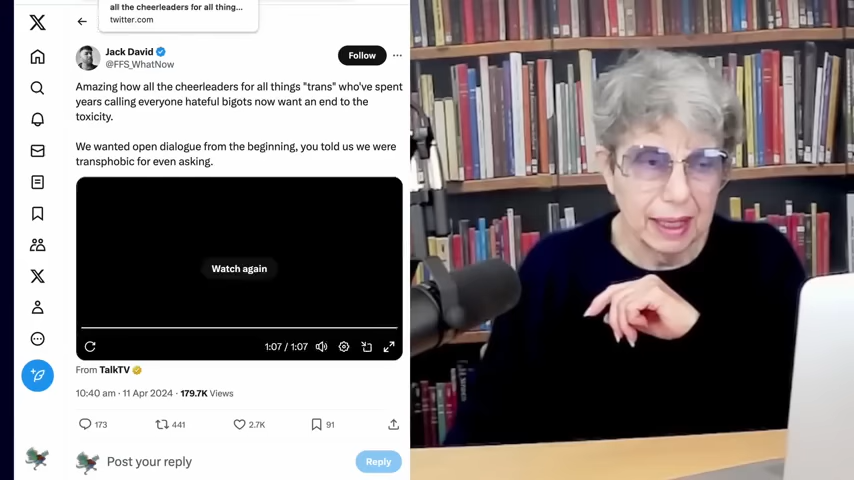 all the cheerleaders for all thing...
twitter.com
Jack David
@FFS_WhatNow
Follow
Amazing how all the cheerleaders for all things "trans" who've spent
years calling everyone hateful bigots now want an end to the
toxicity.
We wanted open dialogue from the beginning, you told us we were
transphobic for even asking.
Watch again
1:07 / 1:07
From TalkTV
10:40 am · 11 Apr 2024 · 179.7K Views
173
441
2.7K
91
Post your reply
Reply